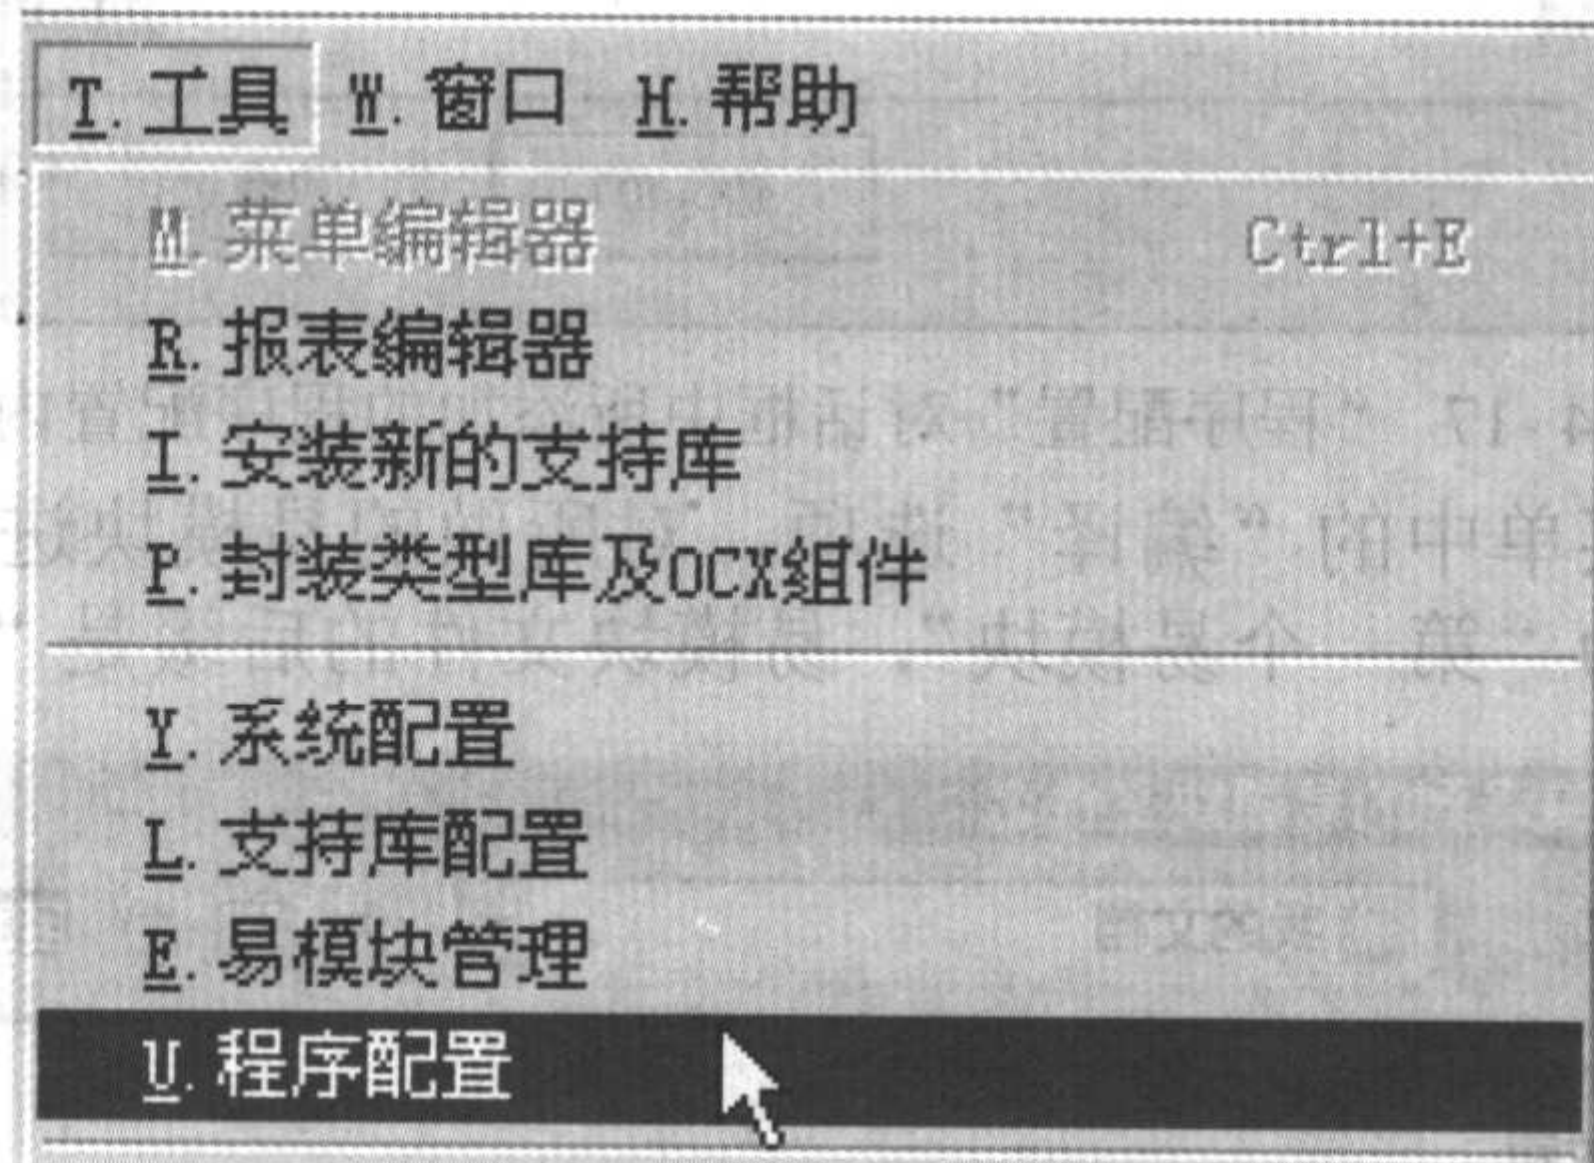 T. 工具 W. 窗口 H. 帮助
M. 菜单编辑器 Ctrl+E
R. 报表编辑器
I. 安装新的支持库
P. 封装类型库及OCX组件
Y. 系统配置
L. 支持库配置
E. 易模块管理
U. 程序配置